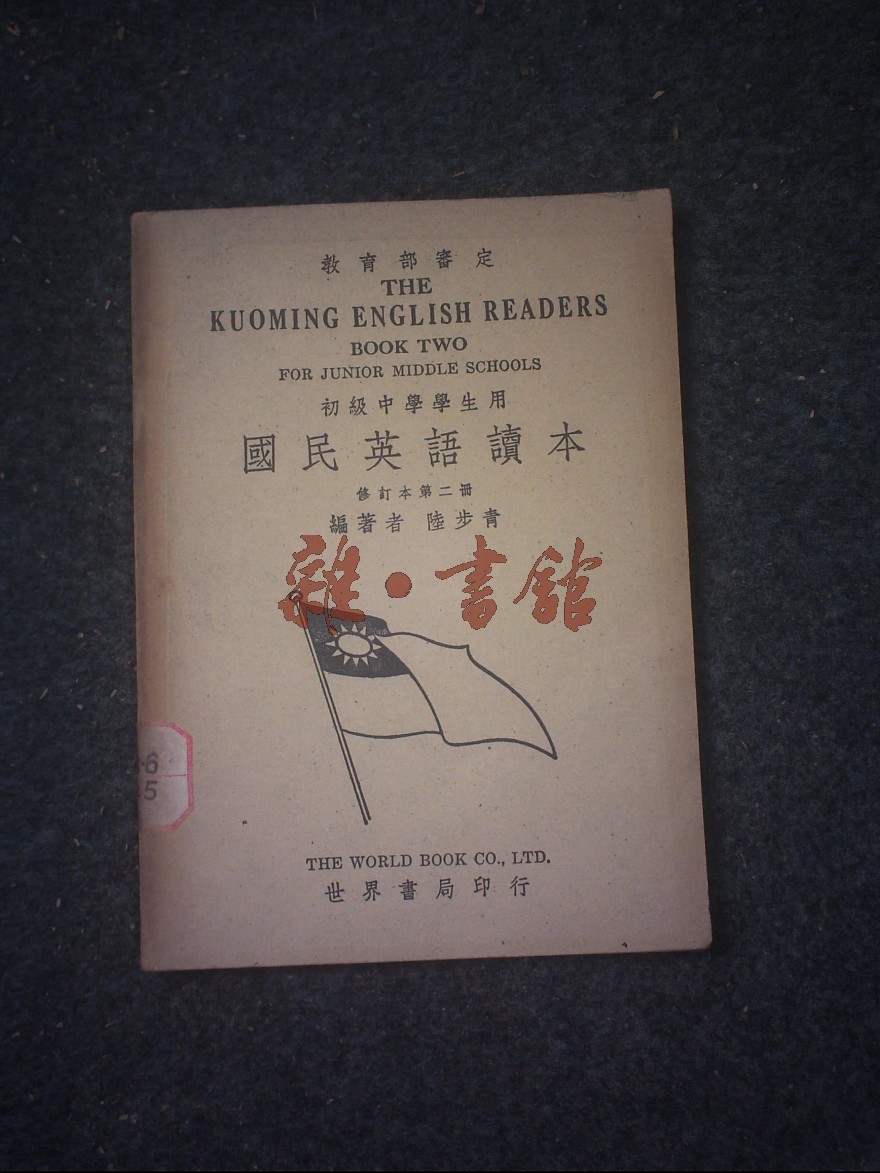 教育部審定
THE
KUOMING ENGLISH READERS
BOOK TWO
FOR JUNIOR MIDDLE SCHOOLS
初級中學學生用
國民英語讀本
修訂本第二冊
編著者 陸步青
雜·書館
6
5
THE WORLD BOOK CO., LTD.
世界書局印行